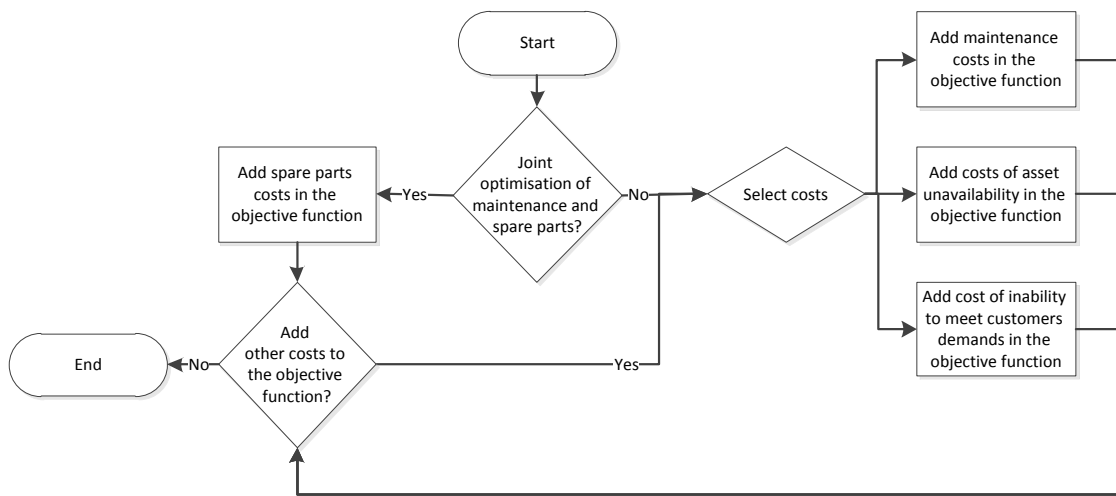 Start
Joint
optimisation of
maintenance and
spare parts?
Yes
No
Add spare parts
costs in the
objective function
Add
other costs to
the objective
function?
No
Yes
End
Select costs
Add maintenance
costs in the
objective function
Add costs of asset
unavailability in the
objective function
Add cost of inability
to meet customers
demands in the
objective function